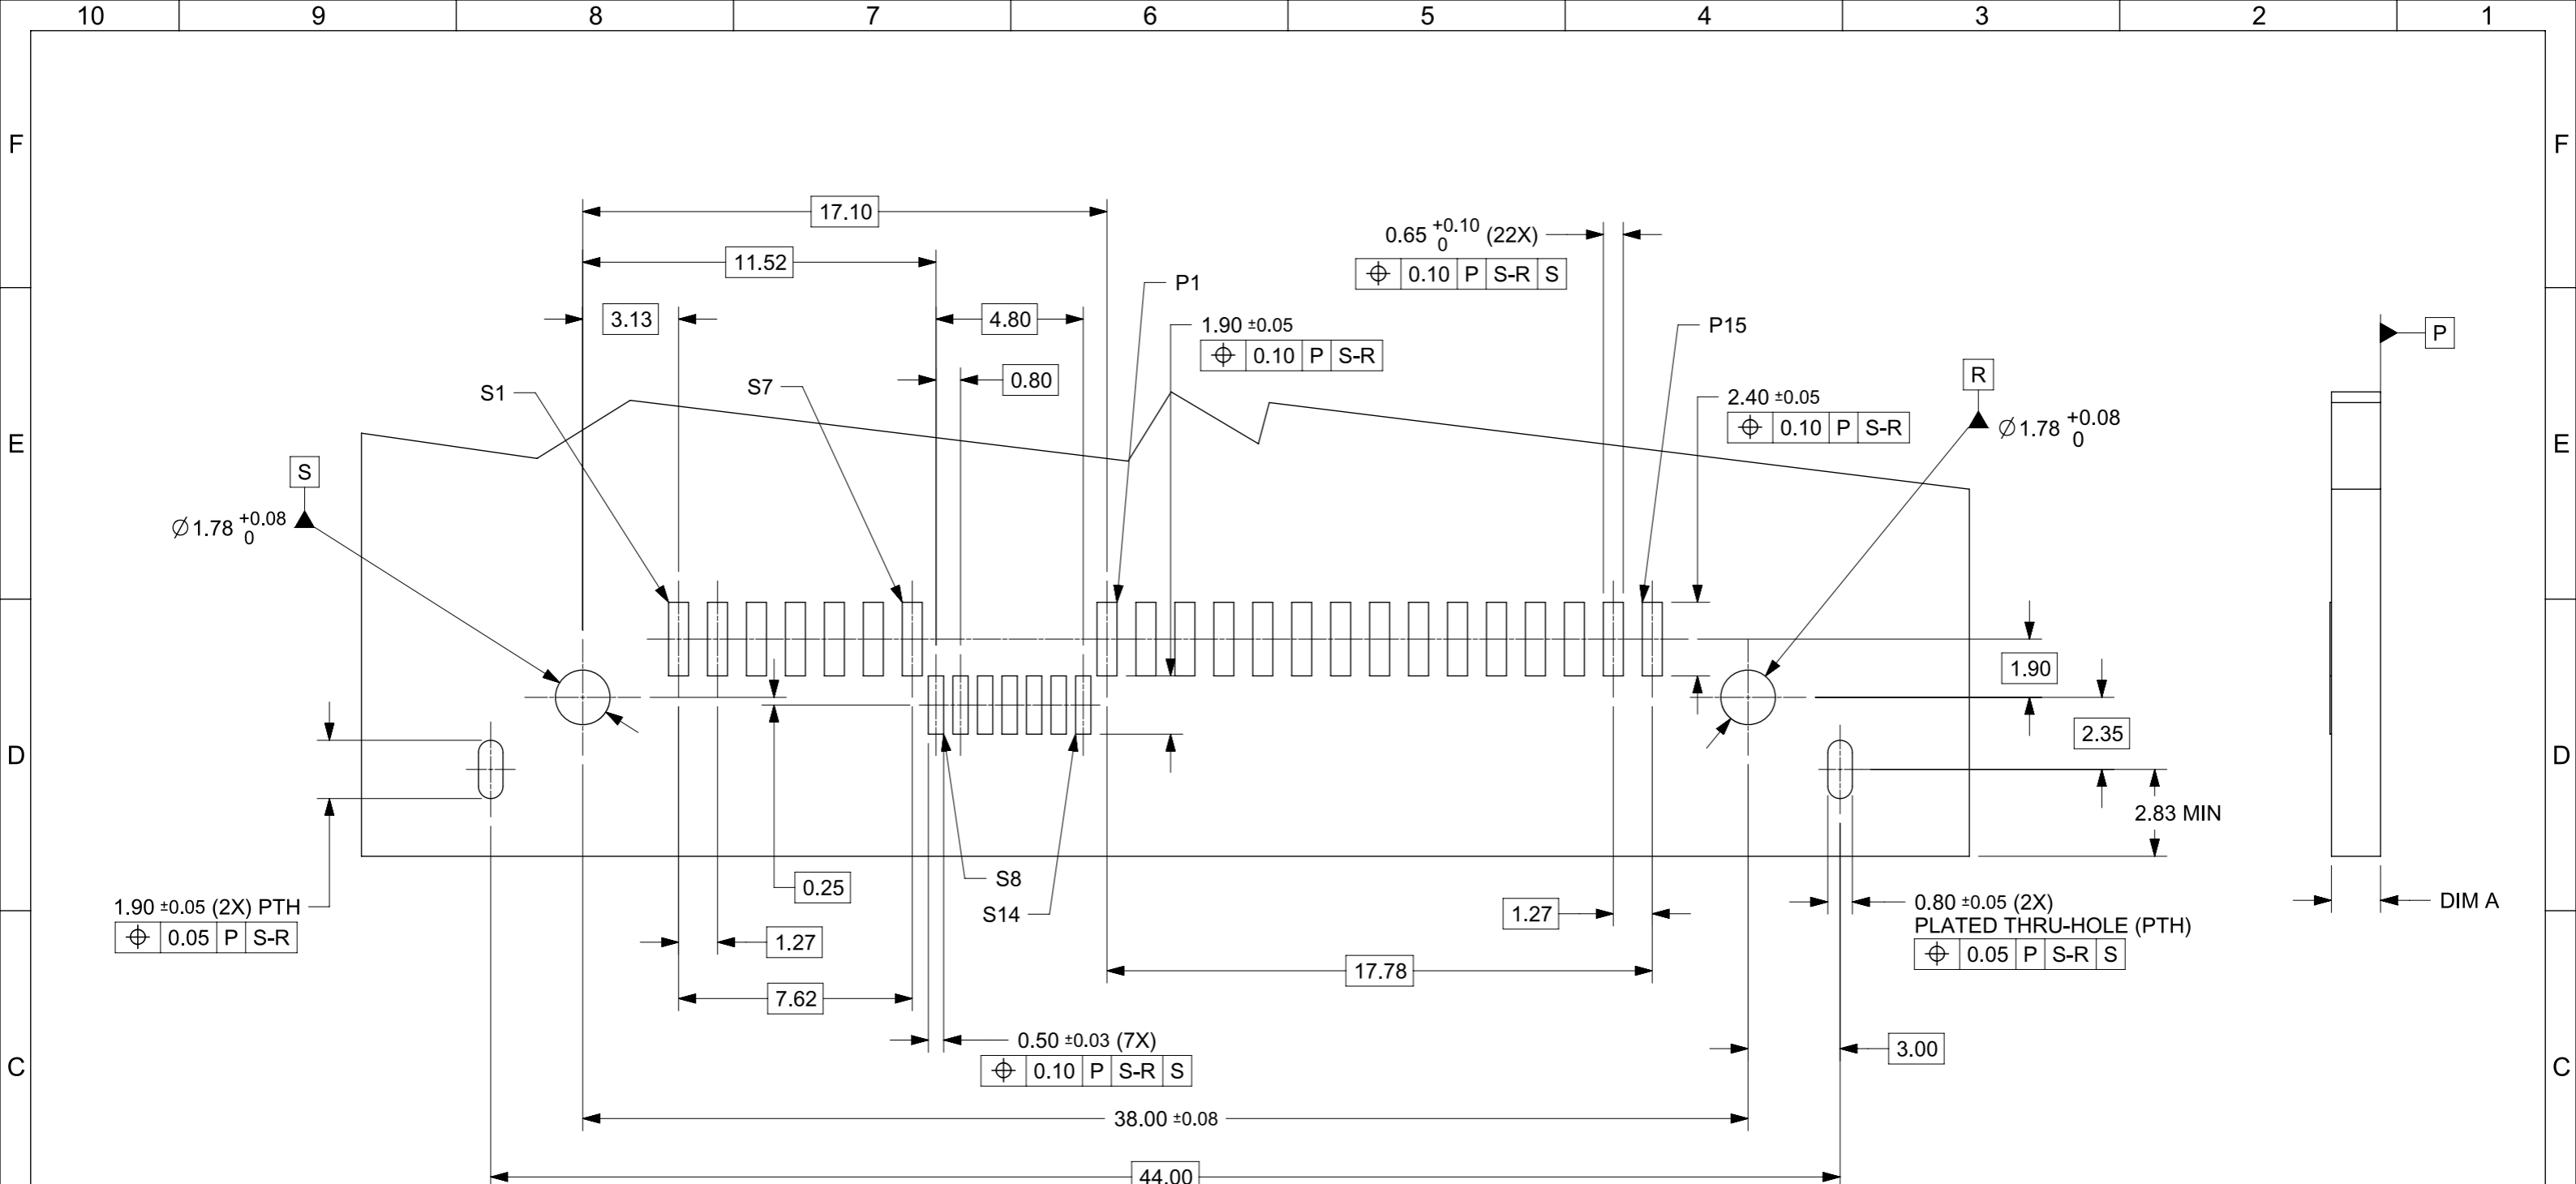 10 9 8 7 6 5 4 3 2 1
F F
17.10
0.65 +0.10 0 (22X)
11.52
⌖ 0.10 P S-R S
P1
3.13
4.80
1.90 ±0.05
P15
P
⌖ 0.10 P S-R
R
0.80
S7
S1
2.40 ±0.05
⌖ 0.10 P S-R
Ø1.78 +0.08 0
E E
S
Ø1.78 +0.08 0
1.90
2.35
D D
2.83 MIN
S8
0.25
1.90 ±0.05 (2X) PTH
⌖ 0.05 P S-R
S14
1.27
0.80 ±0.05 (2X)
PLATED THRU-HOLE (PTH)
⌖ 0.05 P S-R S
DIM A
1.27
17.78
7.62
0.50 ±0.03 (7X)
⌖ 0.10 P S-R S
3.00
C C
38.00 ±0.08
44.00